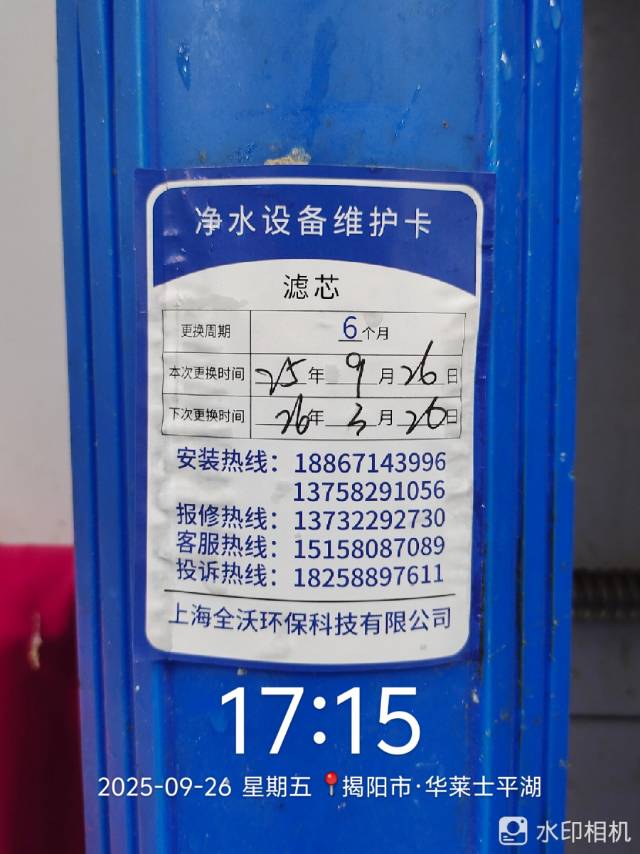 净水设备维护卡
滤芯
更换周期 6个月
本次更换时间 25年 9月 26日
下次更换时间 26年 3月 26日
安装热线：18867143996
13758291056
报修热线：13732292730
客服热线：15158087089
投诉热线：18258897611
上海全沃环保科技有限公司
17:15
2025-09-26 星期五 📍揭阳市·华莱士平湖
水印相机